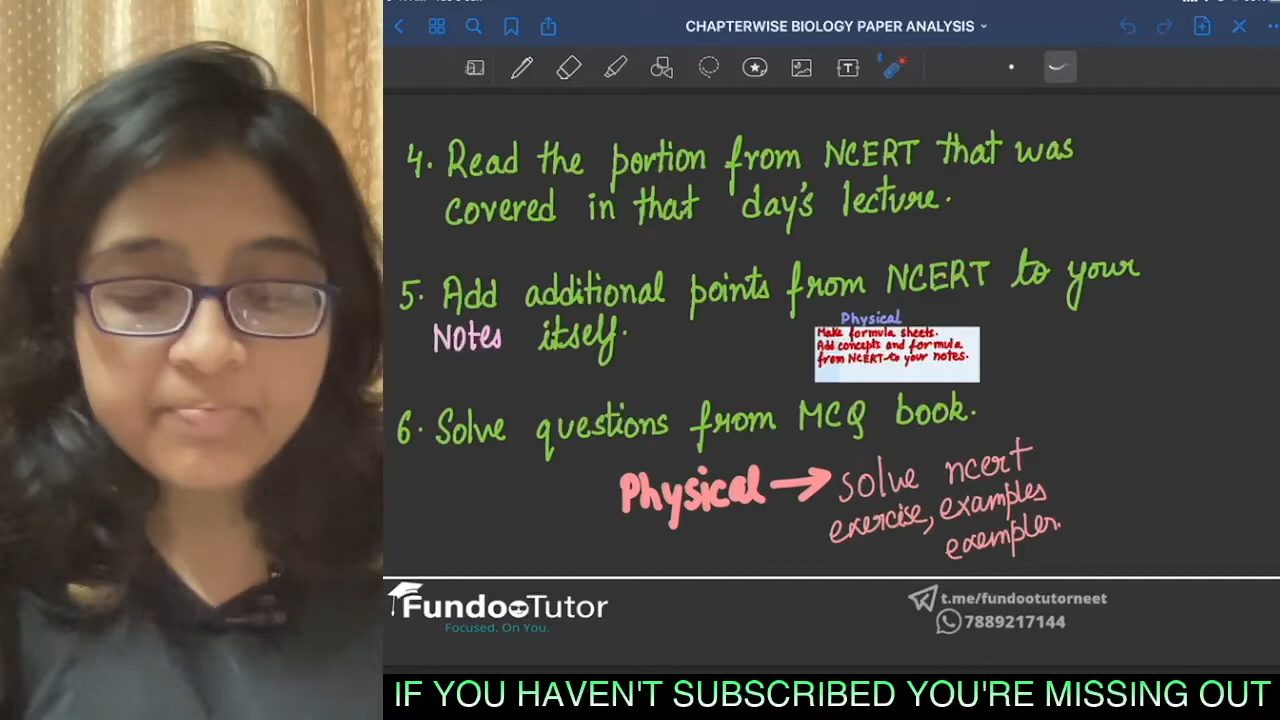 CHAPTERWISE BIOLOGY PAPER ANALYSIS
4. Read the portion from NCERT that was
covered in that day's lecture.
5. Add additional points from NCERT to your
Notes itself.
Physical
Make formula sheets.
Add concepts and formula
from NCERT to your notes.
6. Solve questions from MCQ book.
Physical → solve ncert
exercise, examples
exempler.
FundooTutor
Focused. On You.
t.me/fundootutorneet
7889217144
IF YOU HAVEN'T SUBSCRIBED YOU'RE MISSING OUT